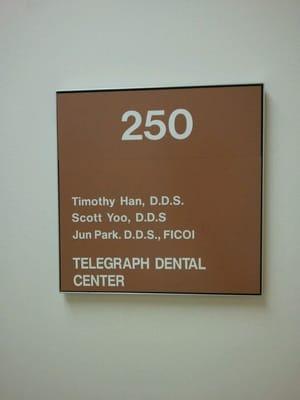 250
Timothy Han, D.D.S.
Scott Yoo, D.D.S
Jun Park. D.D.S., FICOI
TELEGRAPH DENTAL
CENTER